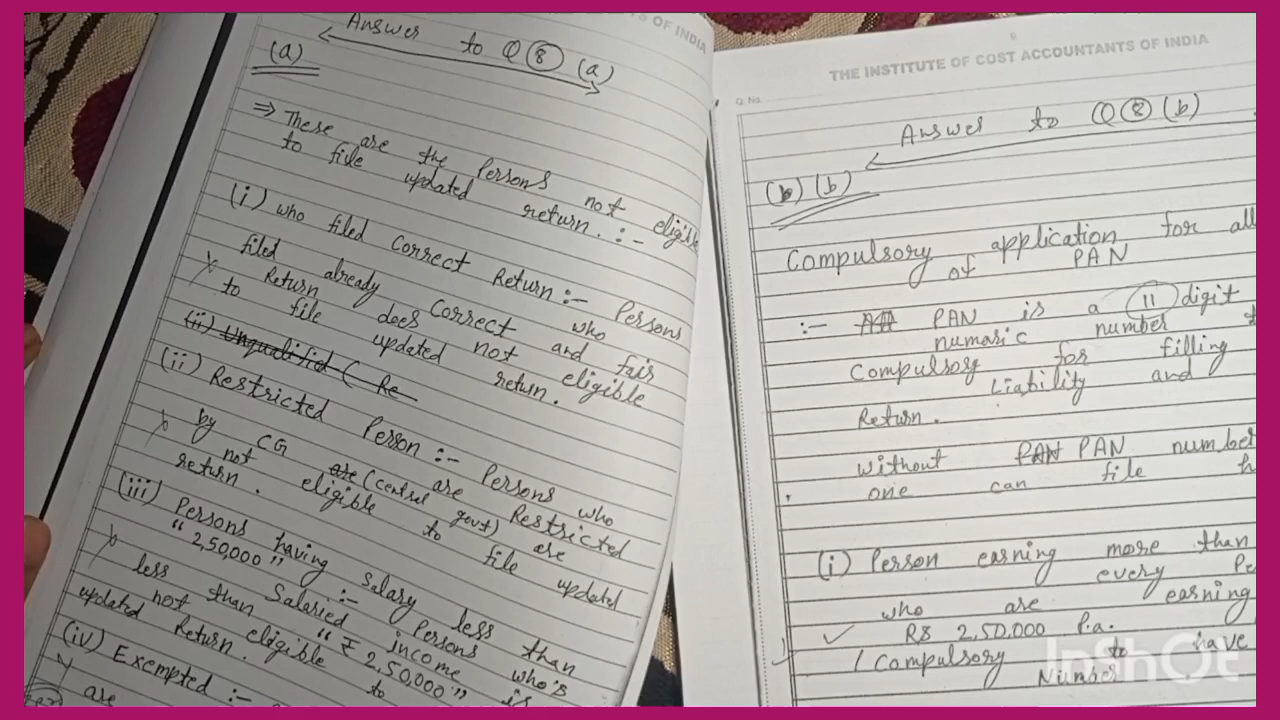 TS OF INDIA
Answer to Q 8 (a)
(a)
⇒ These are the Persons not eligible
to file updated return. :-
(i) who filed Correct Return :- Persons who
filed already Correct and fair
Return does not eligible
to file updated return.
(ii) Unqualified ( Re
(ii) Restricted Person :- Persons who
by CG are (central govt) are Restricted are
not eligible to file updated
return.
(iii) Persons having salary less than
"2,50,000" :- Persons who's
Salaried income is
less than "₹ 2,50,000"
not eligible to
updated Return.
(iv) Exempted :-
are
THE INSTITUTE OF COST ACCOUNTANTS OF INDIA
Q. No.
Answer to Q 8 (b)
(b) (b)
Compulsory application for all
of PAN
:- PAN is a 11 digit
numaric number
Compulsory for filling
Liability and
Return.
without PAN PAN number
one can file
(i) Person earning more than
every
who are earning
RS 2,50,000 P.a.
Compulsory to have
Number
InShOt